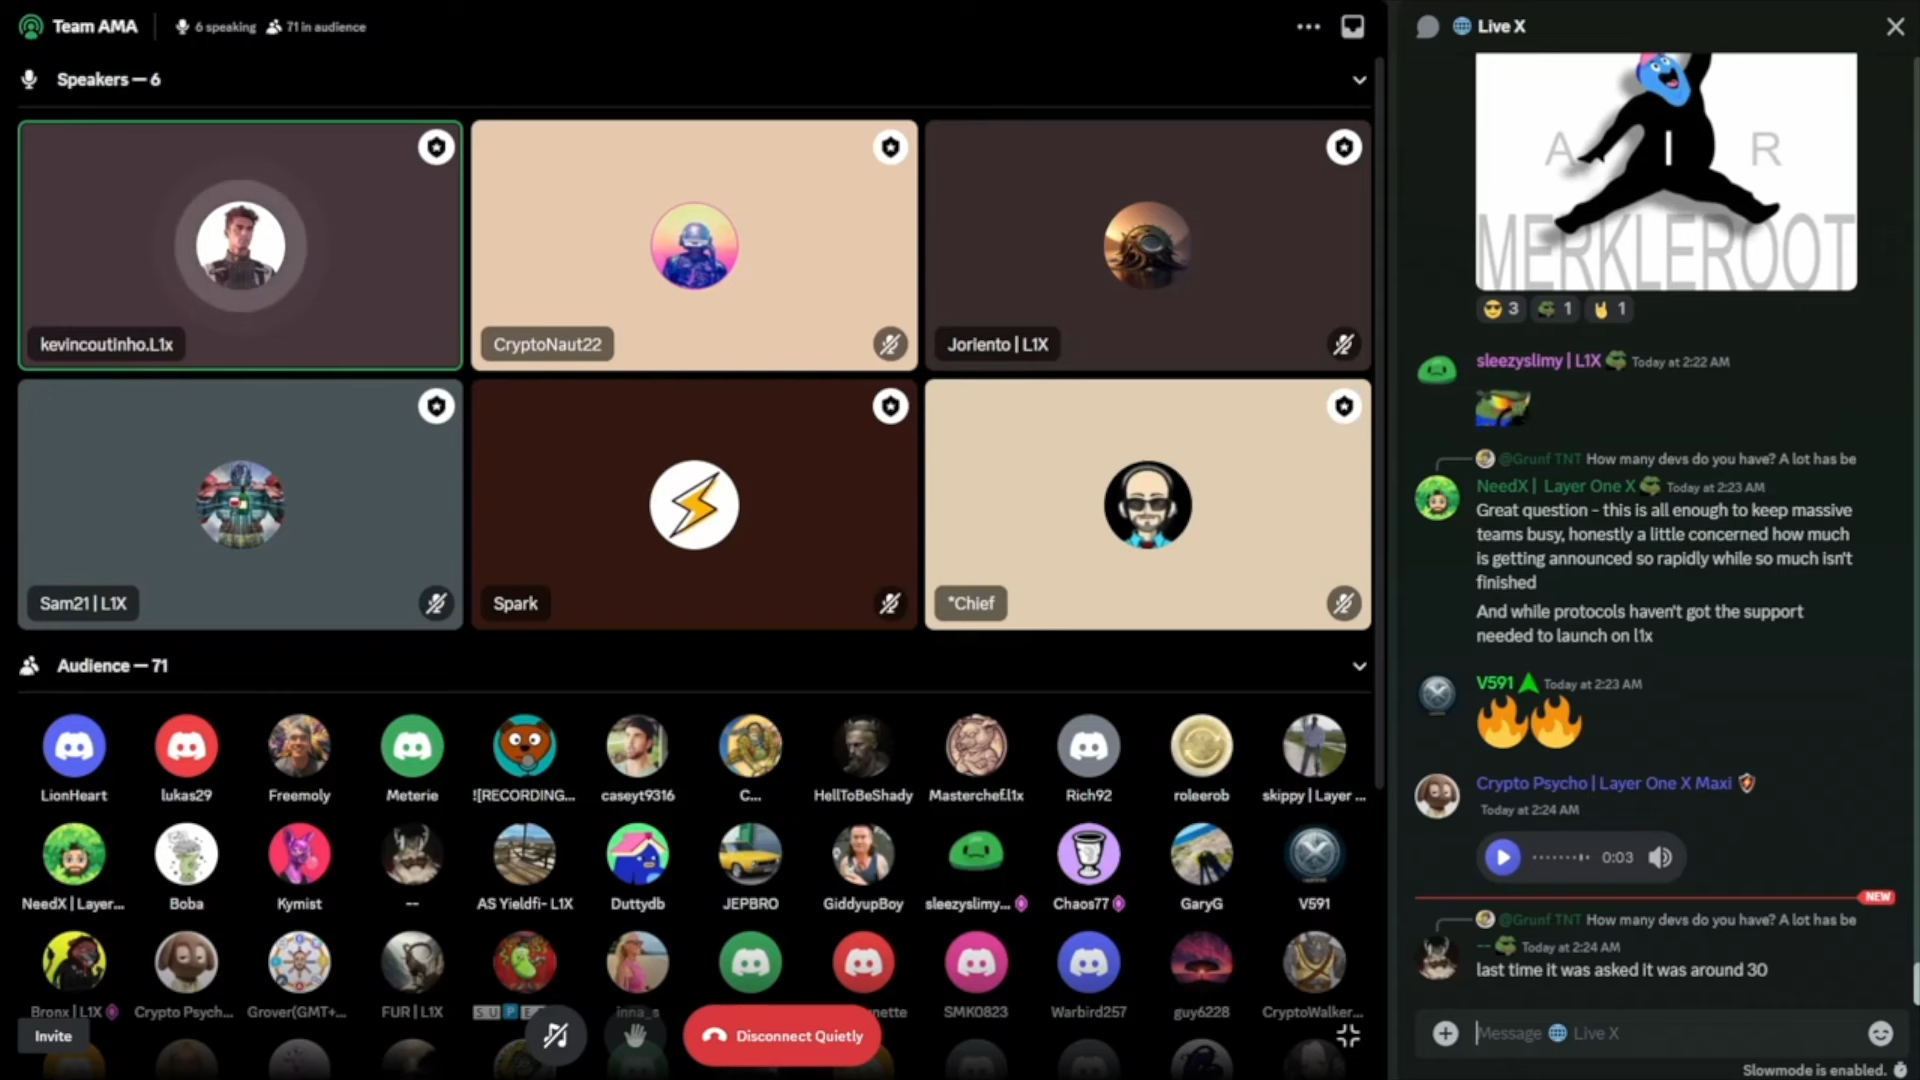 Team AMA
6 speaking
71 in audience
Speakers — 6
kevincoutinho.L1x
CryptoNaut22
Joriento | L1X
Sam21 | L1X
Spark
*Chief
Audience — 71
LionHeart
lukas29
Freemoly
Meterie
![RECORDING...
caseyt9316
C...
HellToBeShady
Masterchef.l1x
Rich92
roleerob
skippy | Layer ...
NeedX | Layer...
Boba
Kymist
--
AS Yieldfi- L1X
Duttydb
JEPBRO
GiddyupBoy
sleezyslimy...
Chaos77
GaryG
V591
Bronx | L1X
Crypto Psych...
Grover(GMT+...
FUR | L1X
inna_s
nette
SMK0823
Warbird257
guy6228
CryptoWalker...
Invite
Disconnect Quietly
Live X
A I R
MERKLEROOT
3
1
1
sleezyslimy | L1X Today at 2:22 AM
@Grunf TNT How many devs do you have? A lot has be
NeedX | Layer One X Today at 2:23 AM
Great question - this is all enough to keep massive
teams busy, honestly a little concerned how much
is getting announced so rapidly while so much isn't
finished
And while protocols haven't got the support
needed to launch on l1x
V591 Today at 2:23 AM
Crypto Psycho | Layer One X Maxi
Today at 2:24 AM
0:03
NEW
@Grunf TNT How many devs do you have? A lot has be
-- Today at 2:24 AM
last time it was asked it was around 30
Message Live X
Slowmode is enabled.